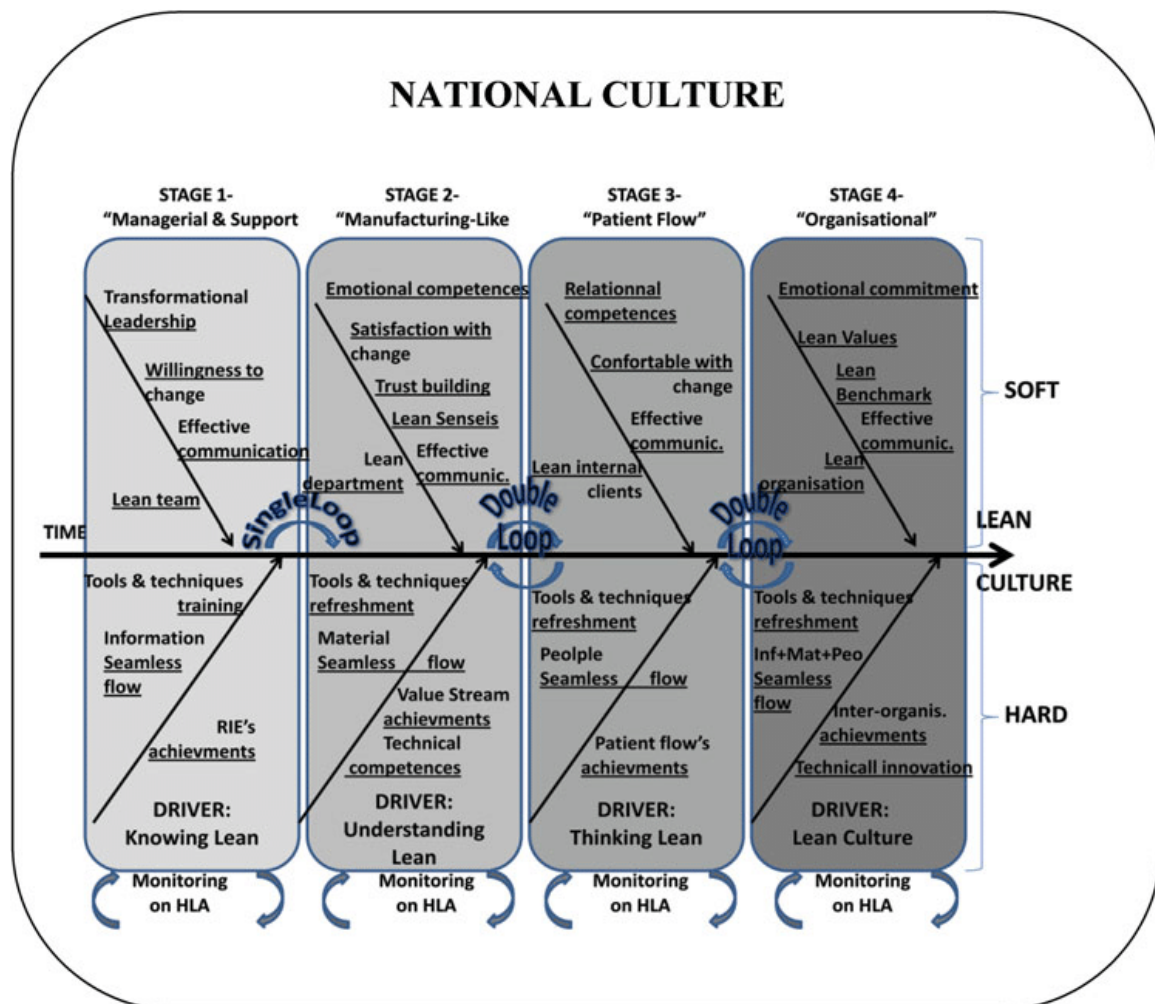 NATIONAL CULTURE
STAGE 1-
“Managerial & Support
STAGE 2-
“Manufacturing-Like
STAGE 3-
“Patient Flow”
STAGE 4-
“Organisational”
Transformational
Leadership
Willingness to
change
Effective
communication
Lean team
Emotional competences
Satisfaction with
change
Trust building
Lean Senseis
Lean
department
Effective
communic.
Relationnal
competences
Confortable with
change
Effective
communic.
Lean internal
clients
Emotional commitment
Lean Values
Lean
Benchmark
Effective
communic.
Lean
organisation
SOFT
SingleLoop
Double
Loop
Double
Loop
TIME
LEAN
CULTURE
Tools & techniques
training
Information
Seamless
flow
RIE’s
achievments
DRIVER:
Knowing Lean
Tools & techniques
refreshment
Material
Seamless flow
Value Stream
achievments
Technical
competences
DRIVER:
Understanding
Lean
Tools & techniques
refreshment
Peolple
Seamless flow
Patient flow’s
achievments
DRIVER:
Thinking Lean
Tools & techniques
refreshment
Inf+Mat+Peo
Seamless
flow
Inter-organis.
achievments
Technicall innovation
DRIVER:
Lean Culture
HARD
Monitoring
on HLA
Monitoring
on HLA
Monitoring
on HLA
Monitoring
on HLA